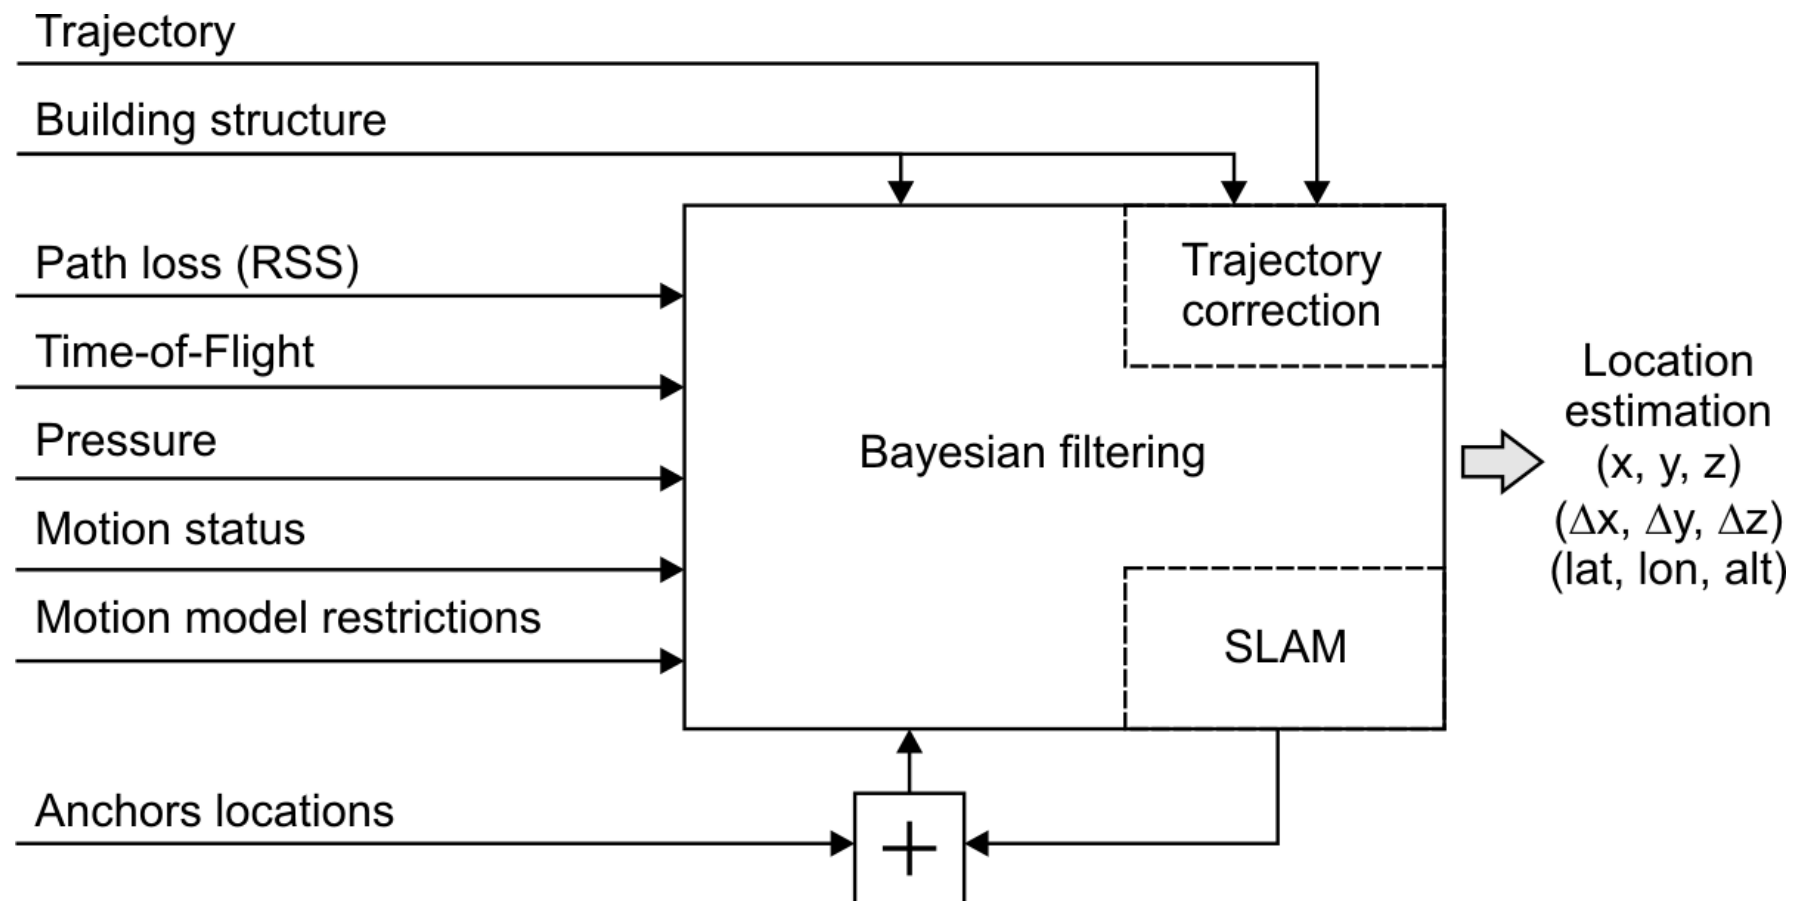 Trajectory
Building structure
Path loss (RSS)
Time-of-Flight
Pressure
Motion status
Motion model restrictions
Anchors locations
Trajectory
correction
Bayesian filtering
SLAM
+
Location
estimation
(x, y, z)
(Δx, Δy, Δz)
(lat, lon, alt)